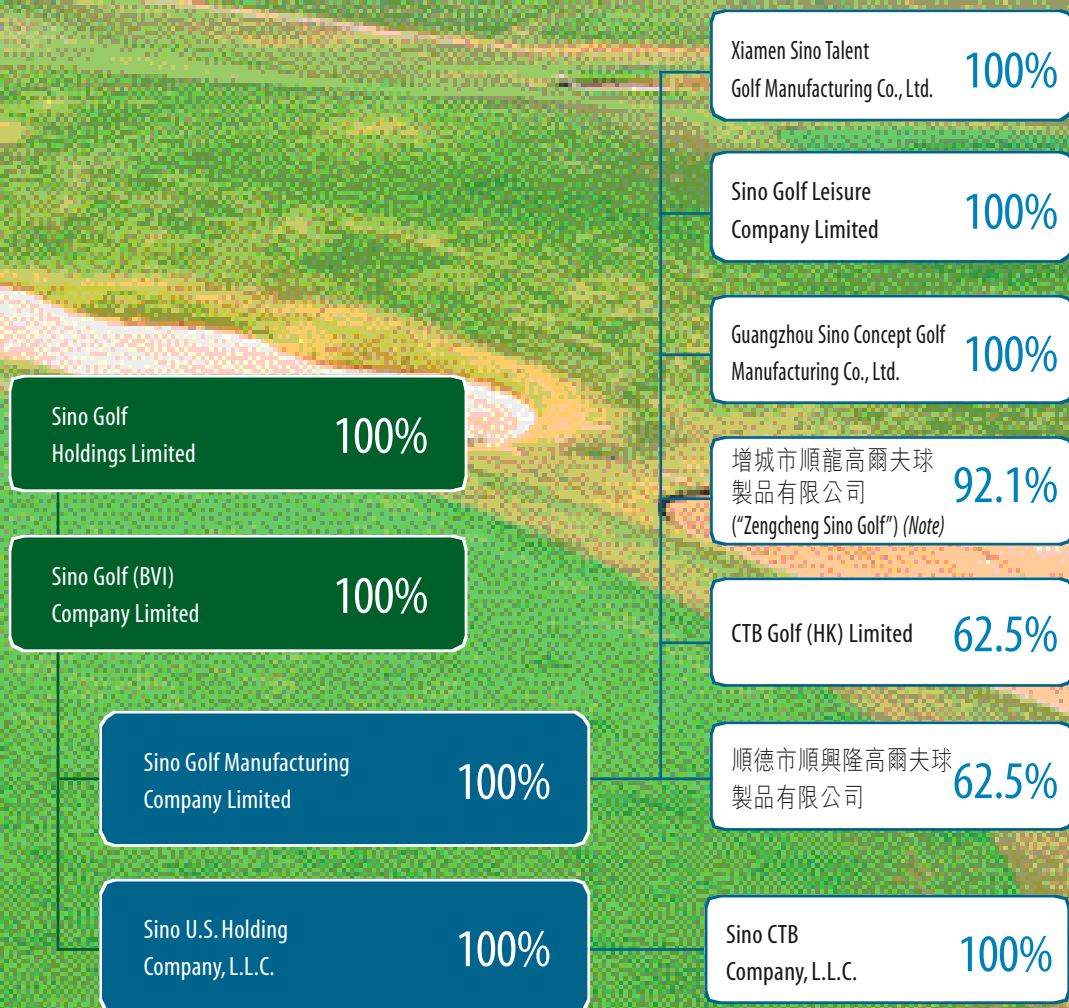 Sino Golf
Holdings Limited
100%
Sino Golf (BVI)
Company Limited
100%
Sino Golf Manufacturing
Company Limited
100%
Sino U.S. Holding
Company, L.L.C.
100%
Xiamen Sino Talent
Golf Manufacturing Co., Ltd.
100%
Sino Golf Leisure
Company Limited
100%
Guangzhou Sino Concept Golf
Manufacturing Co., Ltd.
100%
增城市順龍高爾夫球
製品有限公司
(“Zengcheng Sino Golf”) (Note)
92.1%
CTB Golf (HK) Limited
62.5%
順德市順興隆高爾夫球
製品有限公司
62.5%
Sino CTB
Company, L.L.C.
100%